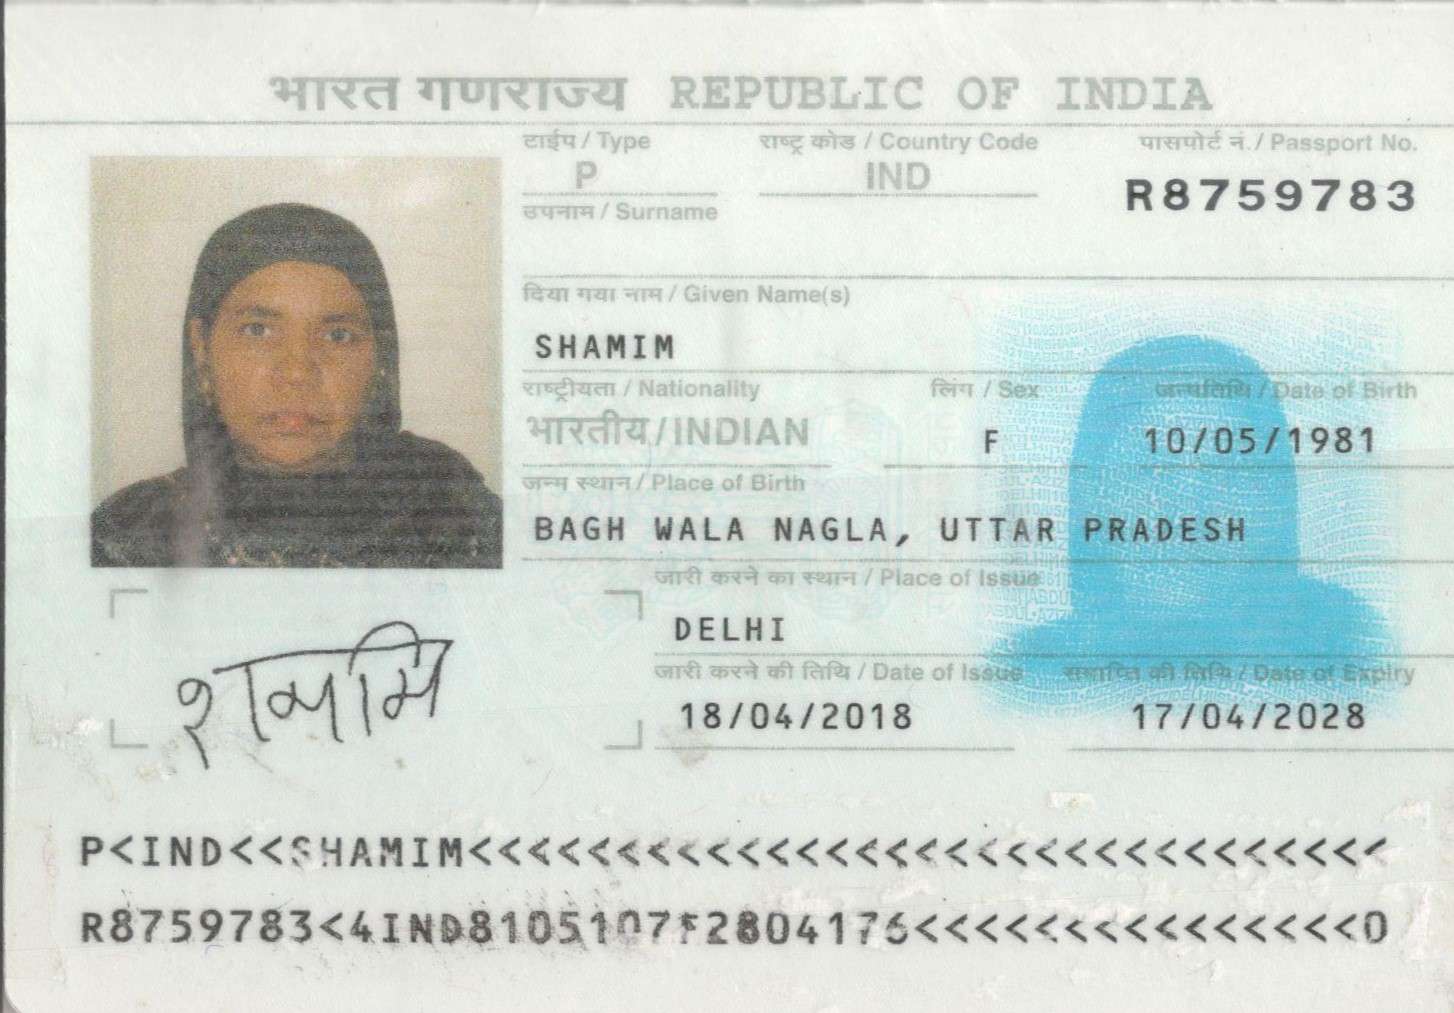 भारत गणराज्य REPUBLIC OF INDIA
टाईप / Type राष्ट्र कोड / Country Code पासपोर्ट नं. / Passport No.
P IND R8759783
उपनाम / Surname
दिया गया नाम / Given Name(s)
SHAMIM
राष्ट्रीयता / Nationality लिंग / Sex जन्मतिथि / Date of Birth
भारतीय/INDIAN F 10/05/1981
जन्म स्थान / Place of Birth
BAGH WALA NAGLA, UTTAR PRADESH
जारी करने का स्थान / Place of Issue
DELHI
जारी करने की तिथि / Date of Issue समाप्ति की तिथि / Date of Expiry
18/04/2018 17/04/2028
शमामि
P<IND<<SHAMIM<<<<<<<<<<<<<<<<<<<<<<<<<<<<<<<
R8759783<4IND8105107F2804176<<<<<<<<<<<<<<<0